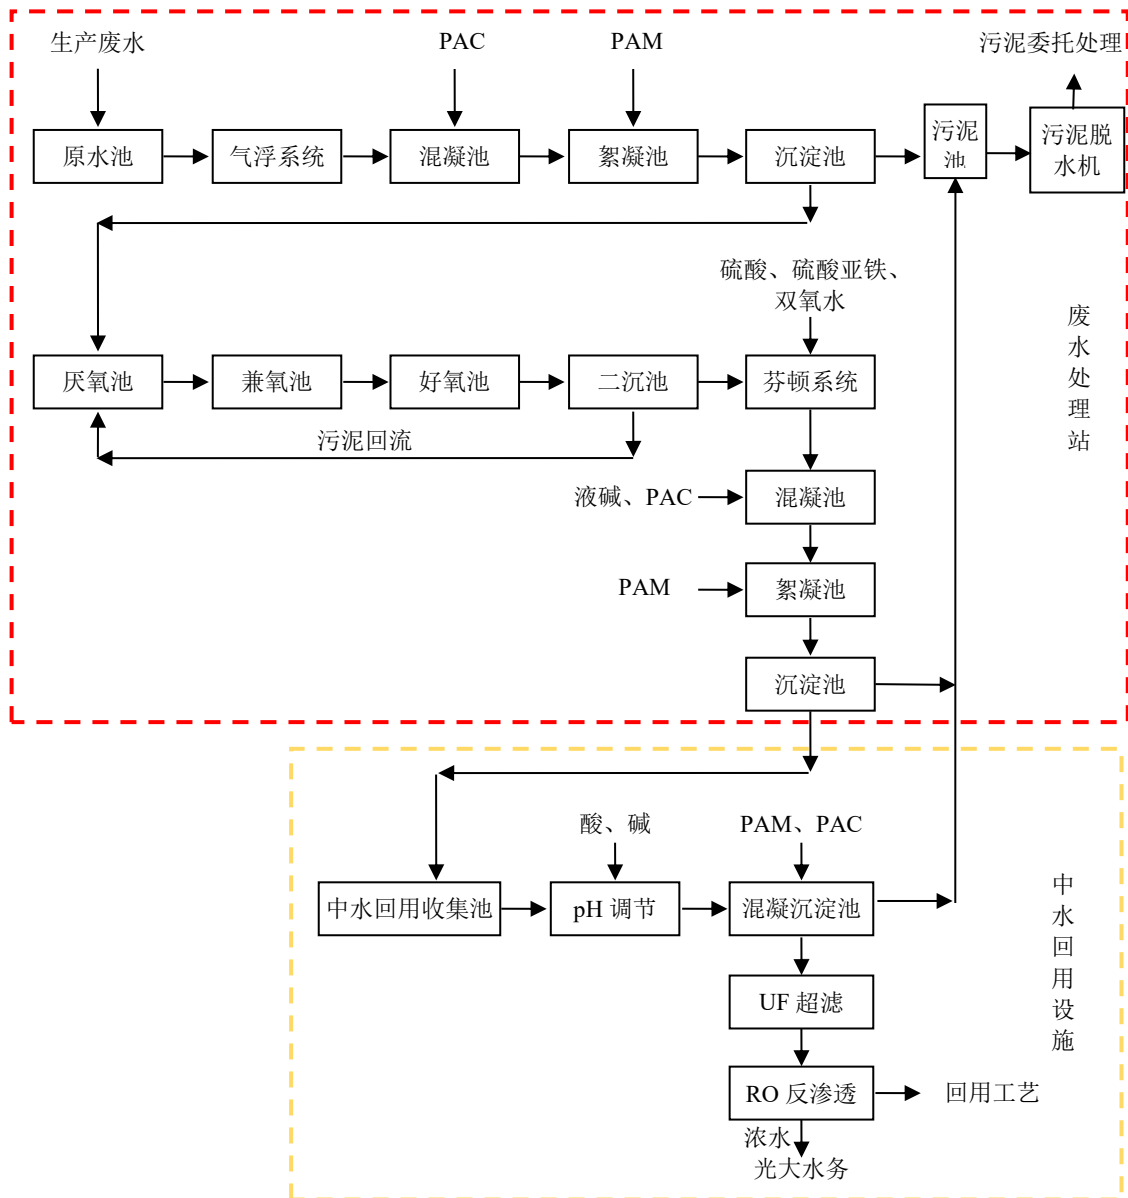 生产废水
PAC
PAM
污泥委托处理
原水池
气浮系统
混凝池
絮凝池
沉淀池
污泥
池
污泥脱
水机
硫酸、硫酸亚铁、
双氧水
废水处理站
厌氧池
兼氧池
好氧池
二沉池
芬顿系统
污泥回流
液碱、PAC
混凝池
PAM
絮凝池
沉淀池
酸、碱
PAM、PAC
中水回用设施
中水回用收集池
pH 调节
混凝沉淀池
UF 超滤
RO 反渗透
回用工艺
浓水
光大水务